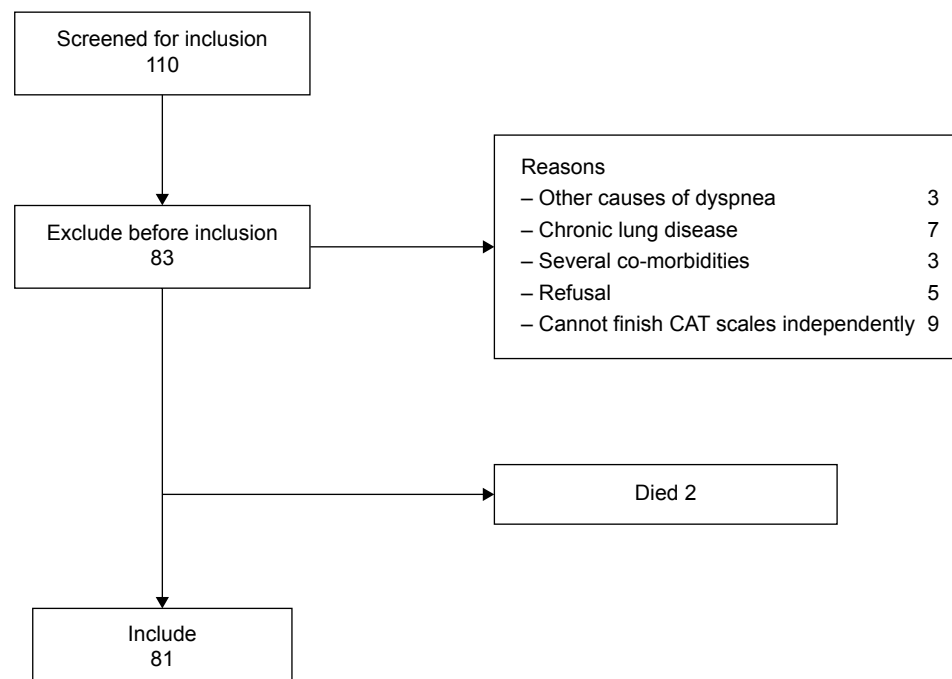 Screened for inclusion
110
Exclude before inclusion
83
Reasons
– Other causes of dyspnea 3
– Chronic lung disease 7
– Several co-morbidities 3
– Refusal 5
– Cannot finish CAT scales independently 9
Died 2
Include
81